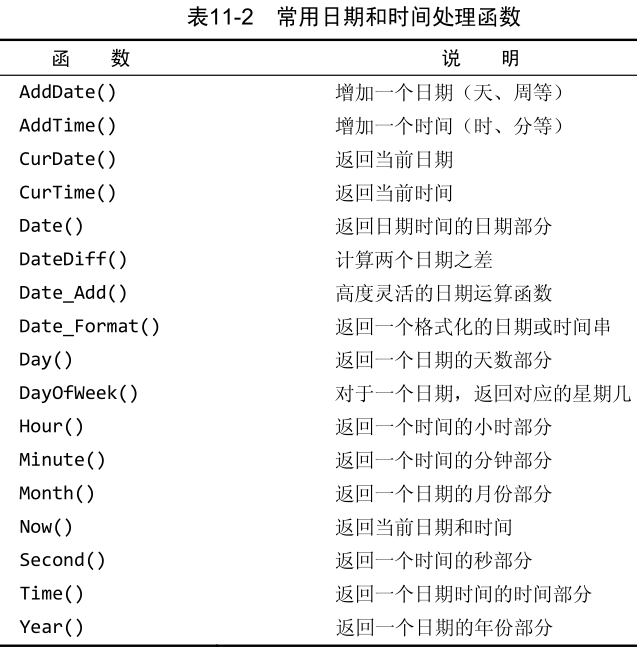 表11-2 常用日期和时间处理函数
函 数 说 明
AddDate() 增加一个日期（天、周等）
AddTime() 增加一个时间（时、分等）
CurDate() 返回当前日期
CurTime() 返回当前时间
Date() 返回日期时间的日期部分
DateDiff() 计算两个日期之差
Date_Add() 高度灵活的日期运算函数
Date_Format() 返回一个格式化的日期或时间串
Day() 返回一个日期的天数部分
DayOfWeek() 对于一个日期，返回对应的星期几
Hour() 返回一个时间的小时部分
Minute() 返回一个时间的分钟部分
Month() 返回一个日期的月份部分
Now() 返回当前日期和时间
Second() 返回一个时间的秒部分
Time() 返回一个日期时间的时间部分
Year() 返回一个日期的年份部分